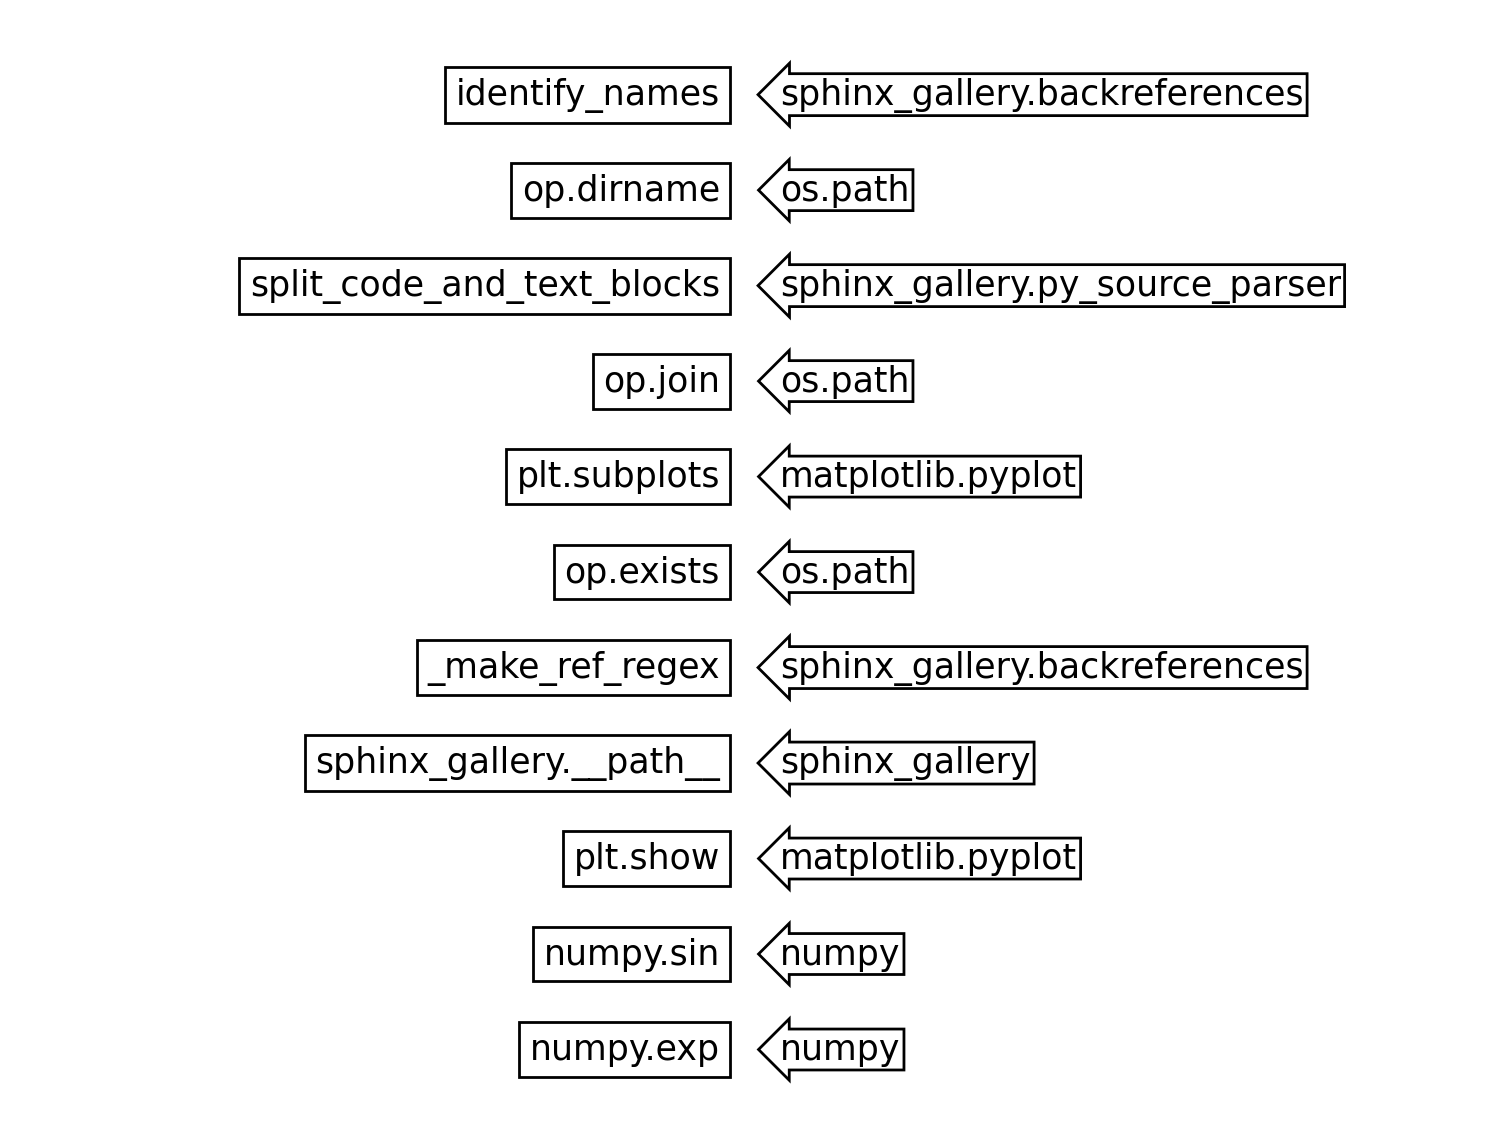 identify_names sphinx_gallery.backreferences
op.dirname os.path
split_code_and_text_blocks sphinx_gallery.py_source_parser
op.join os.path
plt.subplots matplotlib.pyplot
op.exists os.path
_make_ref_regex sphinx_gallery.backreferences
sphinx_gallery.__path__ sphinx_gallery
plt.show matplotlib.pyplot
numpy.sin numpy
numpy.exp numpy